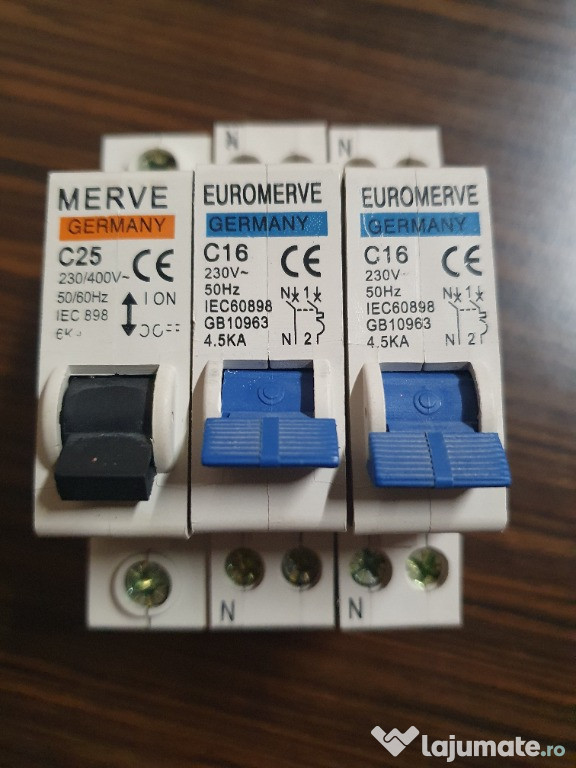 N
N
MERVE
GERMANY
C25
CE
230/400V~
50/60Hz
I ON
IEC 898
EUROMERVE
GERMANY
C16
CE
230V~
50Hz
N 1
IEC60898
GB10963
N 2
4.5KA
EUROMERVE
GERMANY
C16
CE
230V~
50Hz
N 1
IEC60898
GB10963
N 2
4.5KA
N
N
lajumate.ro